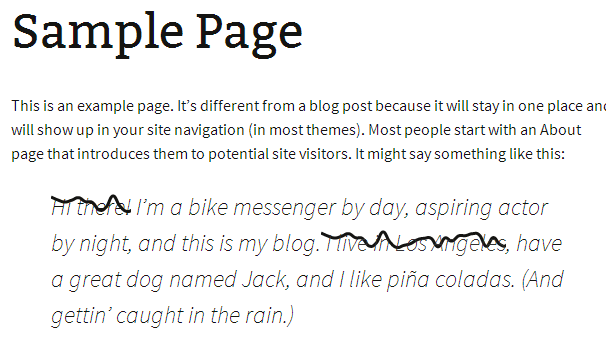 Sample Page
This is an example page. It’s different from a blog post because it will stay in one place and
will show up in your site navigation (in most themes). Most people start with an About
page that introduces them to potential site visitors. It might say something like this:
Hi there! I’m a bike messenger by day, aspiring actor
by night, and this is my blog. I live in Los Angeles, have
a great dog named Jack, and I like piña coladas. (And
gettin’ caught in the rain.)